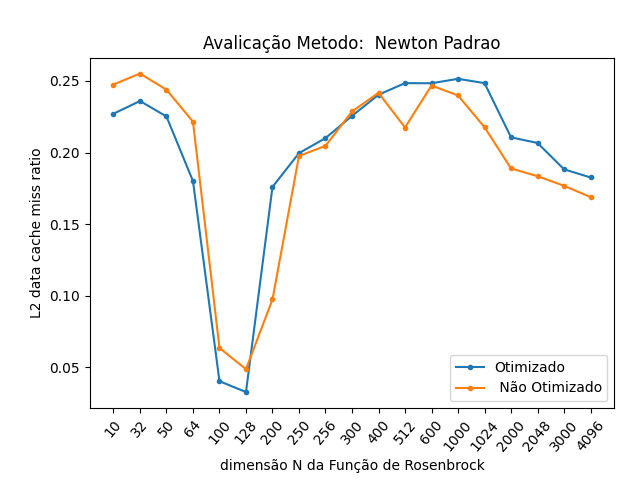 Avalicação Metodo:  Newton Padrao
L2 data cache miss ratio
0.25
0.20
0.15
0.10
0.05
Otimizado
Não Otimizado
10 32 50 64 100 128 200 250 256 300 400 512 600 1000 1024 2000 2048 3000 4096
dimensão N da Função de Rosenbrock